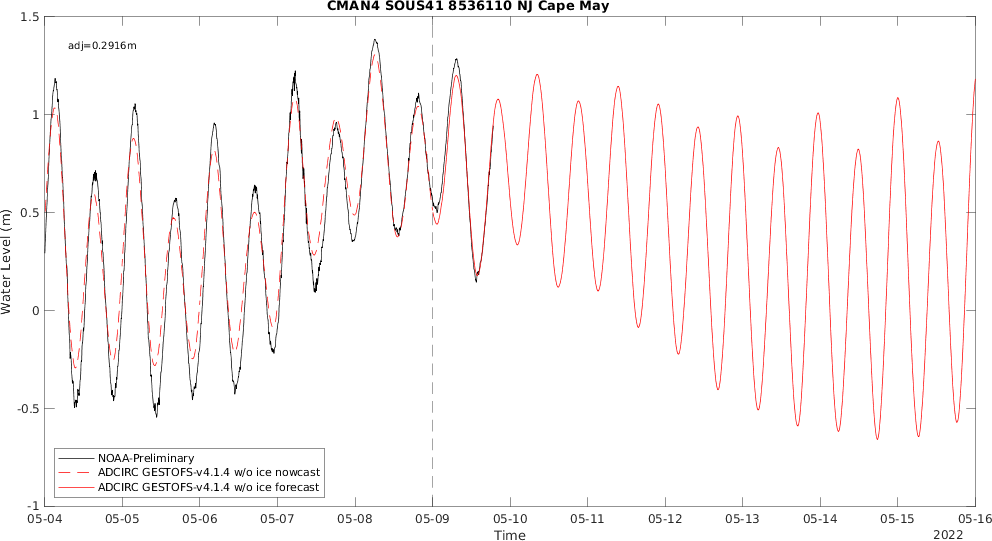 CMAN4 SOUS41 8536110 NJ Cape May
adj=0.2916m
1.5
1
0.5
0
-0.5
-1
Water Level (m)
NOAA-Preliminary
ADCIRC GESTOFS-v4.1.4 w/o ice nowcast
ADCIRC GESTOFS-v4.1.4 w/o ice forecast
05-04 05-05 05-06 05-07 05-08 05-09 05-10 05-11 05-12 05-13 05-14 05-15 05-16
Time
2022